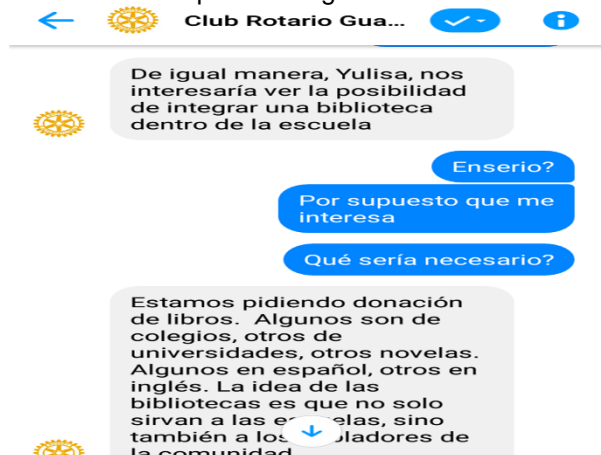 Club Rotario Gua...
De igual manera, Yulisa, nos
interesaría ver la posibilidad
de integrar una biblioteca
dentro de la escuela
Enserio?
Por supuesto que me
interesa
Qué sería necesario?
Estamos pidiendo donación
de libros. Algunos son de
colegios, otros de
universidades, otros novelas.
Algunos en español, otros en
inglés. La idea de las
bibliotecas es que no solo
sirvan a las sino
también a los de
la comunidad